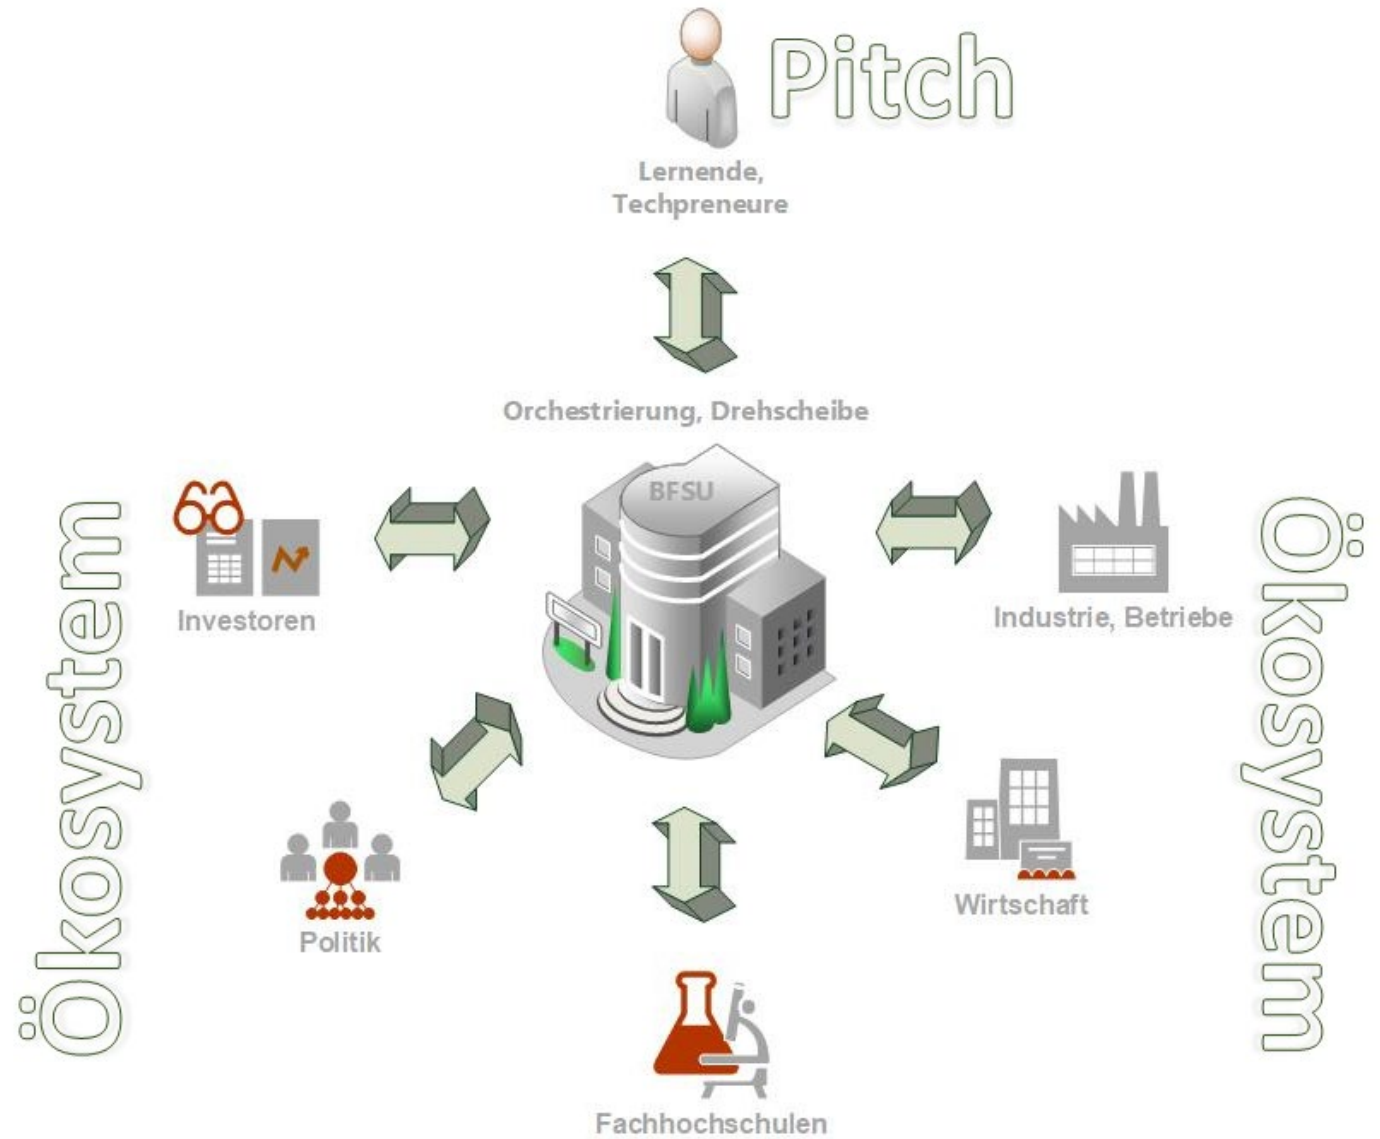 Pitch
Lernende,
Techpreneure
Orchestrierung, Drehscheibe
BFSU
Investoren
Industrie, Betriebe
Ökosystem
Ökosystem
Politik
Wirtschaft
Fachhochschulen